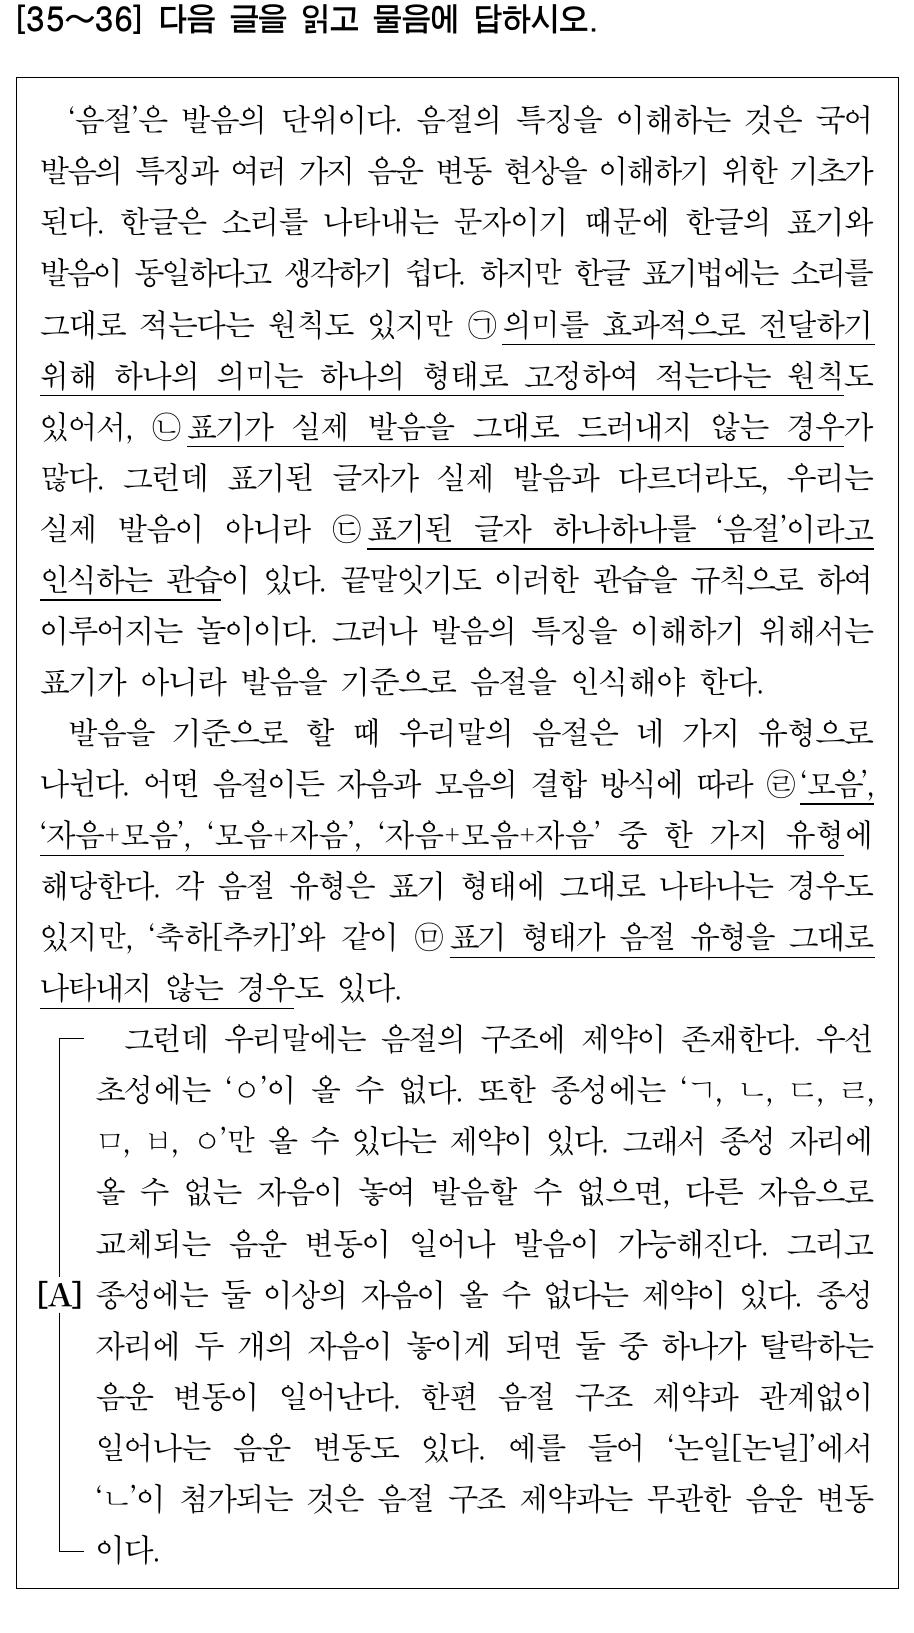 [35～36] 다음 글을 읽고 물음에 답하시오.
‘음절’은 발음의 단위이다. 음절의 특징을 이해하는 것은 국어
발음의 특징과 여러 가지 음운 변동 현상을 이해하기 위한 기초가
된다. 한글은 소리를 나타내는 문자이기 때문에 한글의 표기와
발음이 동일하다고 생각하기 쉽다. 하지만 한글 표기법에는 소리를
그대로 적는다는 원칙도 있지만 ㉠의미를 효과적으로 전달하기
위해 하나의 의미는 하나의 형태로 고정하여 적는다는 원칙도
있어서, ㉡표기가 실제 발음을 그대로 드러내지 않는 경우가
많다. 그런데 표기된 글자가 실제 발음과 다르더라도, 우리는
실제 발음이 아니라 ㉢표기된 글자 하나하나를 ‘음절’이라고
인식하는 관습이 있다. 끝말잇기도 이러한 관습을 규칙으로 하여
이루어지는 놀이이다. 그러나 발음의 특징을 이해하기 위해서는
표기가 아니라 발음을 기준으로 음절을 인식해야 한다.
발음을 기준으로 할 때 우리말의 음절은 네 가지 유형으로
나뉜다. 어떤 음절이든 자음과 모음의 결합 방식에 따라 ㉣‘모음’,
‘자음+모음’, ‘모음+자음’, ‘자음+모음+자음’ 중 한 가지 유형에
해당한다. 각 음절 유형은 표기 형태에 그대로 나타나는 경우도
있지만, ‘축하[추카]’와 같이 ㉤표기 형태가 음절 유형을 그대로
나타내지 않는 경우도 있다.
그런데 우리말에는 음절의 구조에 제약이 존재한다. 우선
초성에는 ‘ㅇ’이 올 수 없다. 또한 종성에는 ‘ㄱ, ㄴ, ㄷ, ㄹ,
ㅁ, ㅂ, ㅇ’만 올 수 있다는 제약이 있다. 그래서 종성 자리에
올 수 없는 자음이 놓여 발음할 수 없으면, 다른 자음으로
교체되는 음운 변동이 일어나 발음이 가능해진다. 그리고
[A] 종성에는 둘 이상의 자음이 올 수 없다는 제약이 있다. 종성
자리에 두 개의 자음이 놓이게 되면 둘 중 하나가 탈락하는
음운 변동이 일어난다. 한편 음절 구조 제약과 관계없이
일어나는 음운 변동도 있다. 예를 들어 ‘논일[논닐]’에서
‘ㄴ’이 첨가되는 것은 음절 구조 제약과는 무관한 음운 변동
이다.